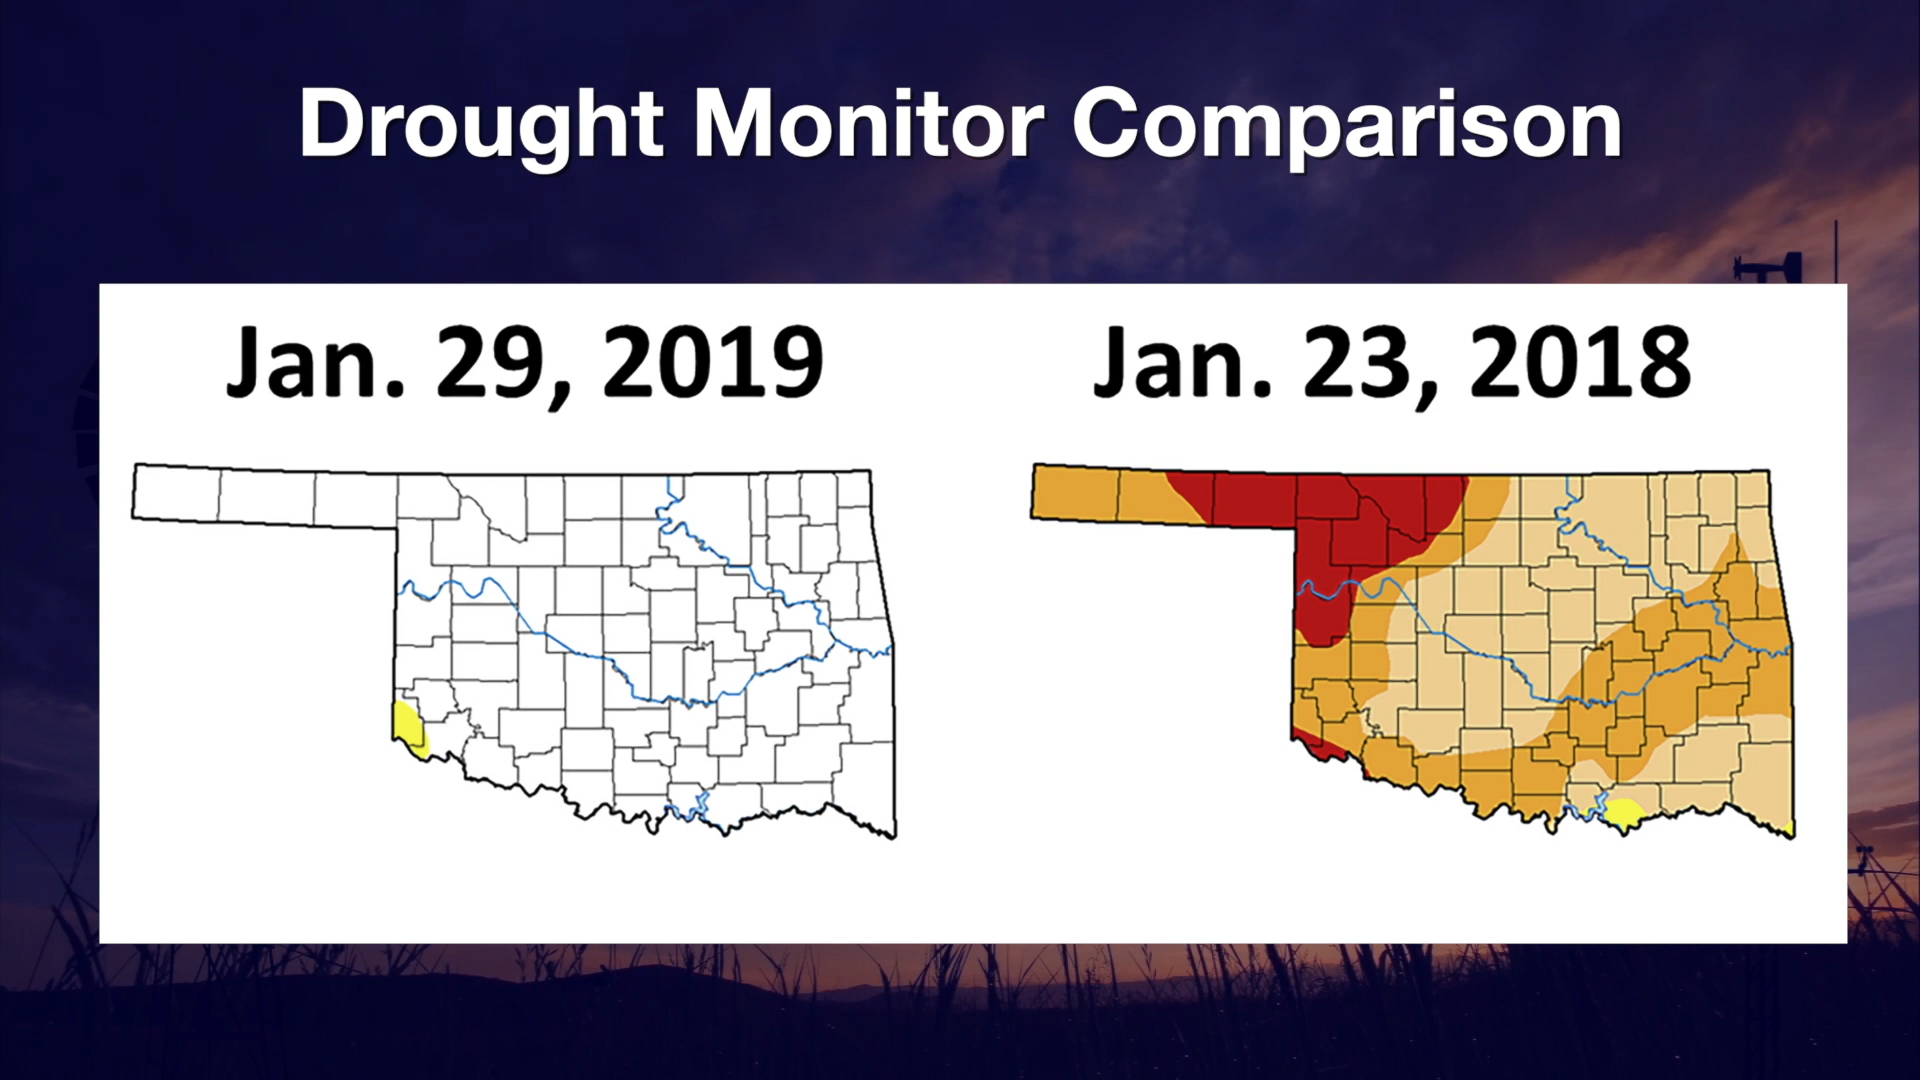 Drought Monitor Comparison
Jan. 29, 2019
Jan. 23, 2018